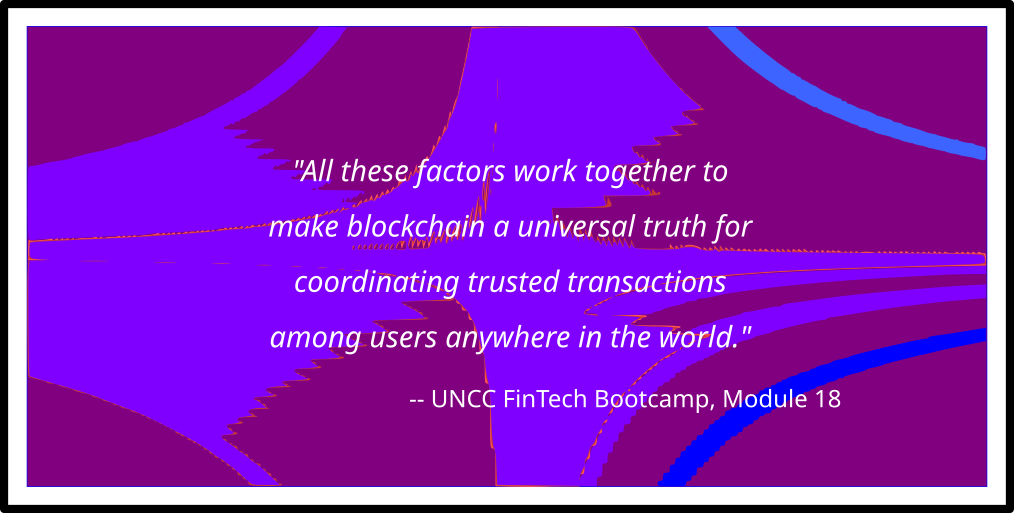 "All these factors work together to
make blockchain a universal truth for
coordinating trusted transactions
among users anywhere in the world."
-- UNCC FinTech Bootcamp, Module 18